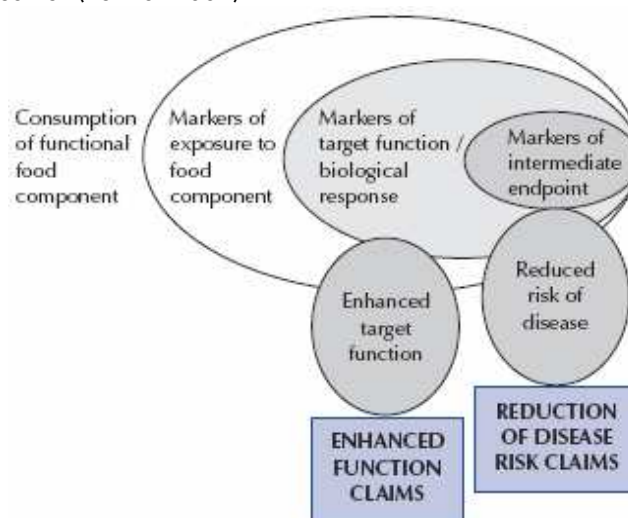 Consumption
of functional
food
component
Markers of
exposure to
food
component
Markers of
target function /
biological
response
Markers of
intermediate
endpoint
Enhanced
target
function
Reduced
risk of
disease
ENHANCED
FUNCTION
CLAIMS
REDUCTION
OF DISEASE
RISK CLAIMS